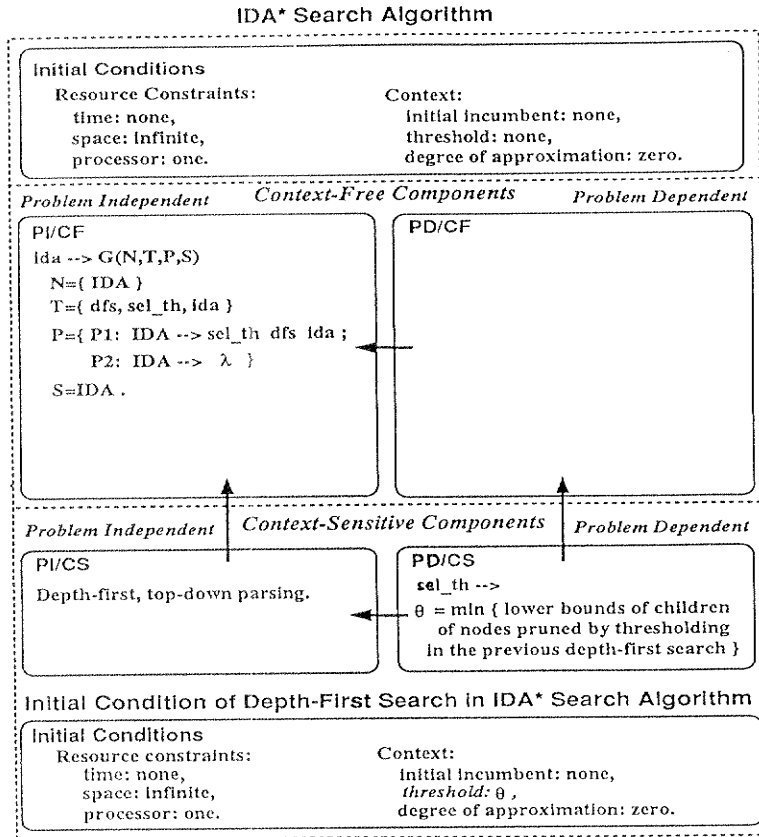 IDA* Search Algorithm
Initial Conditions
Resource Constraints:
time: none,
space: infinite,
processor: one.
Context:
initial incumbent: none,
threshold: none,
degree of approximation: zero.
Problem Independent
Context-Free Components
Problem Dependent
PI/CF
ida --> G(N,T,P,S)
N={ IDA }
T={ dfs, sel_th, ida }
P={ P1: IDA --> sel_th dfs ida ;
P2: IDA --> λ }
S=IDA .
PD/CF
Problem Independent
Context-Sensitive Components
Problem Dependent
PI/CS
Depth-first, top-down parsing.
PD/CS
sel_th -->
θ = min { lower bounds of children
of nodes pruned by thresholding
in the previous depth-first search }
Initial Condition of Depth-First Search in IDA* Search Algorithm
Initial Conditions
Resource constraints:
time: none,
space: infinite,
processor: one.
Context:
initial incumbent: none,
threshold: θ ,
degree of approximation: zero.